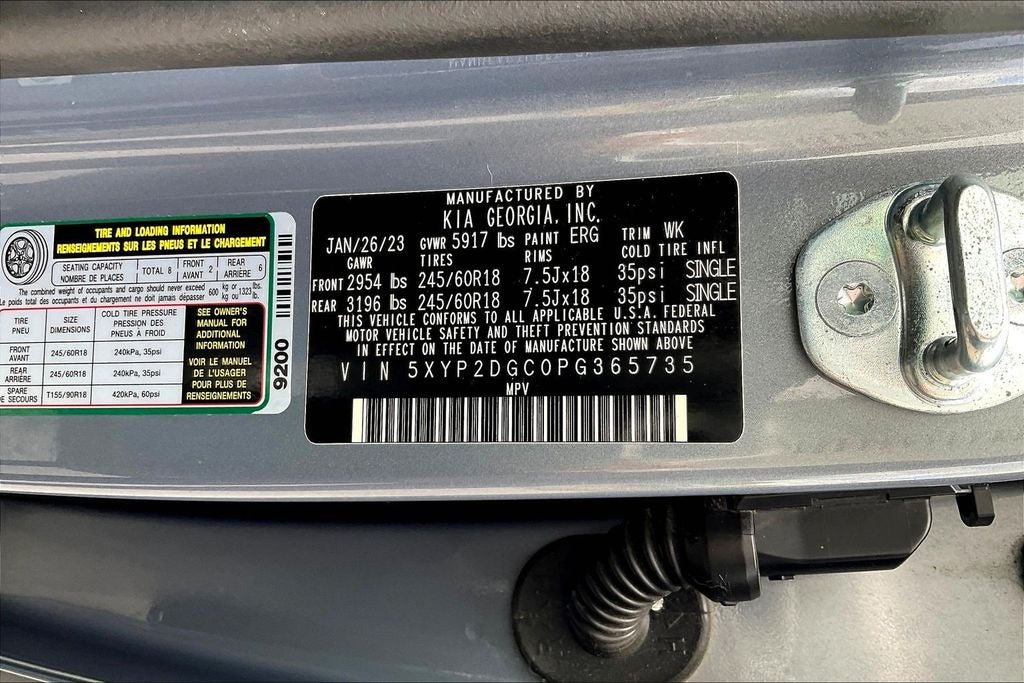 TIRE AND LOADING INFORMATION
RENSEIGNEMENTS SUR LES PNEUS ET LE CHARGEMENT
SEATING CAPACITY
NOMBRE DE PLACES
TOTAL 8
FRONT
AVANT 2
REAR
ARRIERE 6
The combined weight of occupants and cargo should never exceed 600 kg or 1323 lbs.
Le poids total des occupants et du chargement ne doit jamais dépasser kg ou lb.
TIRE
PNEU
SIZE
DIMENSIONS
COLD TIRE PRESSURE
PRESSION DES
PNEUS À FROID
FRONT
AVANT
245/60R18
240kPa, 35psi
REAR
ARRIERE
245/60R18
240kPa, 35psi
SPARE
DE SECOURS
T155/90R18
420kPa, 60psi
SEE OWNER'S
MANUAL FOR
ADDITIONAL
INFORMATION
VOIR LE MANUEL
DE L'USAGER
POUR PLUS DE
RENSEIGNEMENTS
9200
MANUFACTURED BY
KIA GEORGIA, INC.
JAN/26/23 GVWR 5917 lbs PAINT ERG TRIM WK
GAWR TIRES RIMS COLD TIRE INFL
FRONT 2954 lbs 245/60R18 7.5Jx18 35psi SINGLE
REAR 3196 lbs 245/60R18 7.5Jx18 35psi SINGLE
THIS VEHICLE CONFORMS TO ALL APPLICABLE U.S.A. FEDERAL
MOTOR VEHICLE SAFETY AND THEFT PREVENTION STANDARDS
IN EFFECT ON THE DATE OF MANUFACTURE SHOWN ABOVE
VIN 5XYP2DGC0PG365735
MPV